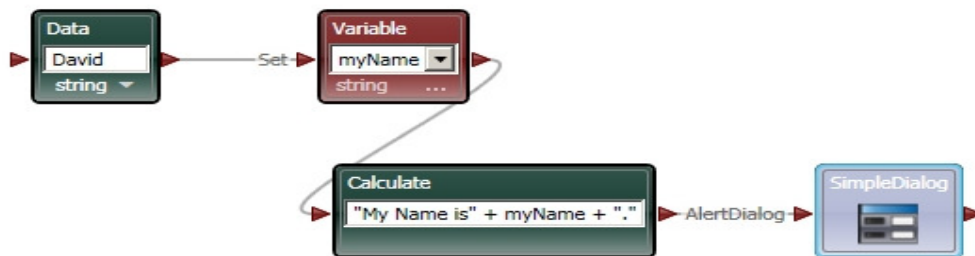 Data
David
string
Set
Variable
myName
string ...
Calculate
"My Name is" + myName + "."
AlertDialog
SimpleDialog